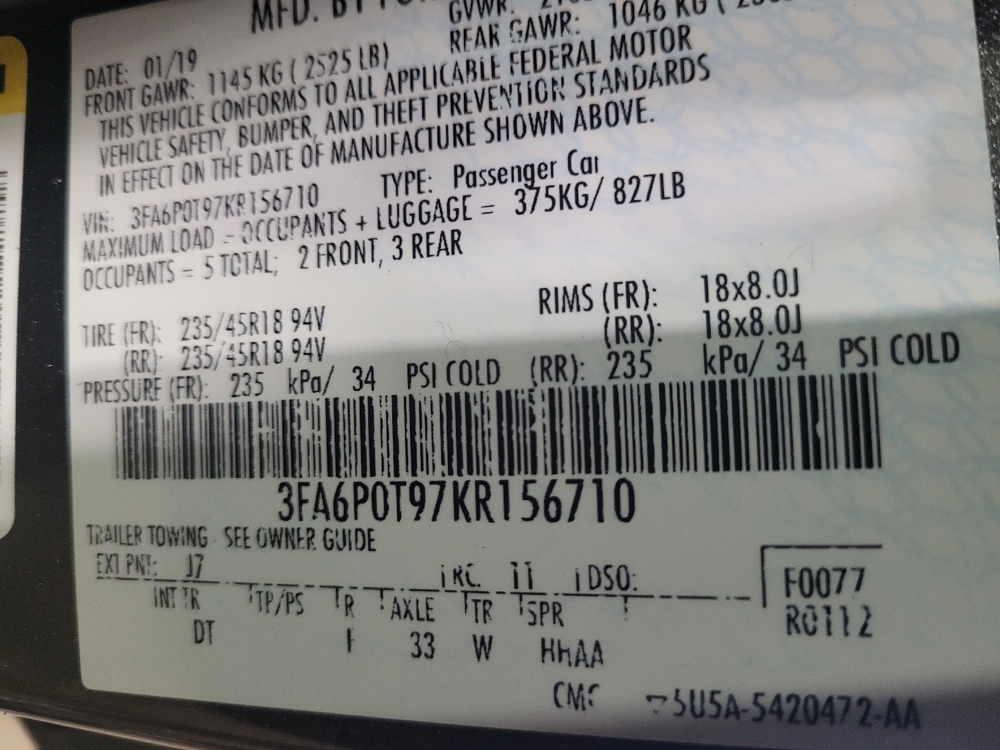 MFD. BY
GVWR:
DATE: 01/19
REAR GAWR: 1046 KG (
FRONT GAWR: 1145 KG ( 2525 LB)
THIS VEHICLE CONFORMS TO ALL APPLICABLE FEDERAL MOTOR
VEHICLE SAFETY, BUMPER, AND THEFT PREVENTION STANDARDS
IN EFFECT ON THE DATE OF MANUFACTURE SHOWN ABOVE.
VIN: 3FA6P0T97KR156710 TYPE: Passenger Car
MAXIMUM LOAD - OCCUPANTS + LUGGAGE = 375KG/ 827LB
OCCUPANTS = 5 TOTAL; 2 FRONT, 3 REAR
TIRE (FR): 235/45R18 94V RIMS (FR): 18x8.0J
(RR): 235/45R18 94V (RR): 18x8.0J
PRESSURE (FR): 235 kPa/ 34 PSI COLD (RR): 235 kPa/ 34 PSI COLD
3FA6P0T97KR156710
TRAILER TOWING - SEE OWNER GUIDE
EXT PNT: J7 RC: 11 DSO:
INT TR TP/PS R AXLE TR SPR
DT F 33 W HHAA
F0077
R0112
5U5A-5420472-AA